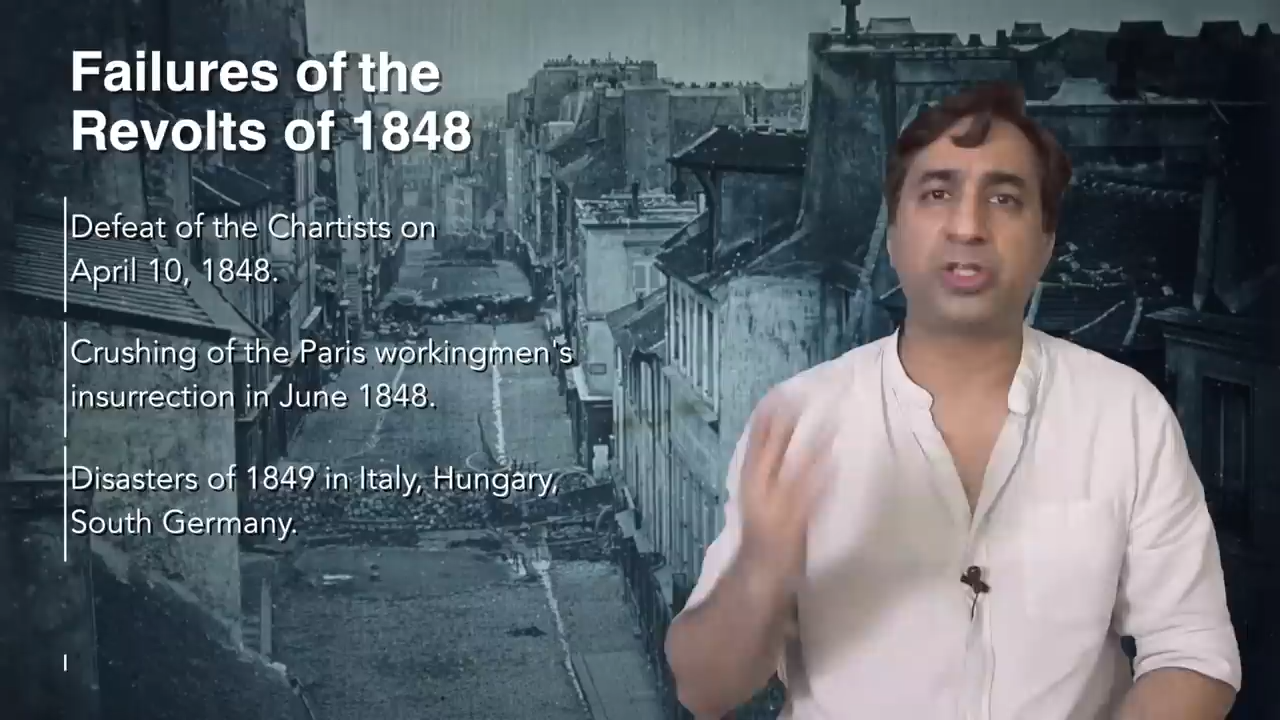 Failures of the
Revolts of 1848
Defeat of the Chartists on
April 10, 1848.
Crushing of the Paris workingmen's
insurrection in June 1848.
Disasters of 1849 in Italy, Hungary,
South Germany.